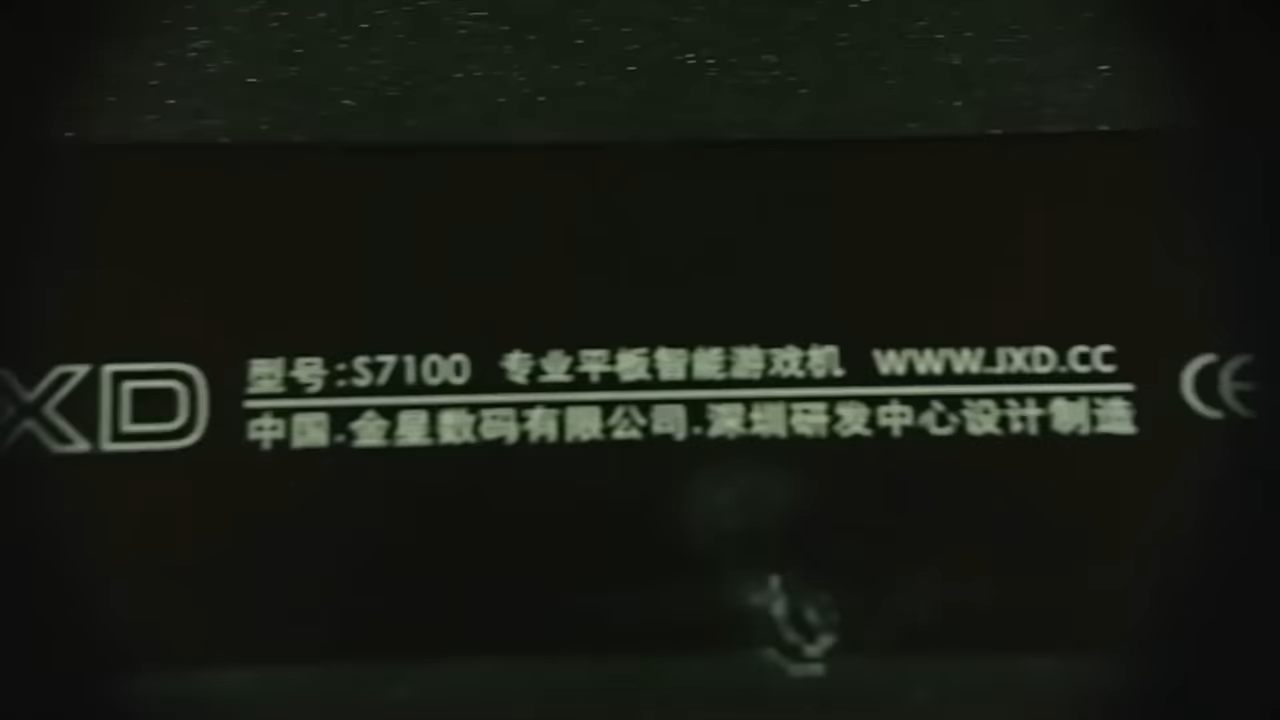 XD
型号:S7100 专业平板智能游戏机 WWW.JXD.CC
中国.金星数码有限公司.深圳研发中心设计制造
CE